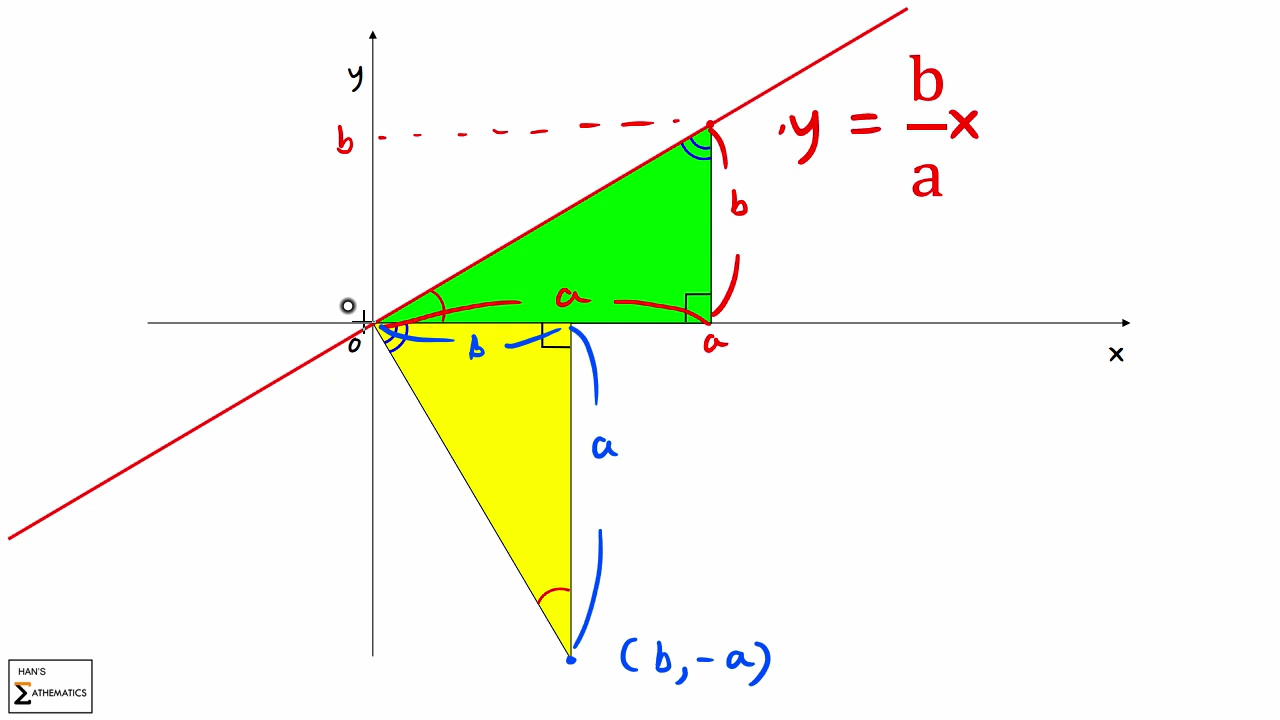 y
b
y = b/a x
b
a
o
b
a
x
a
(b, -a)
HAN'S
ΣATHEMATICS